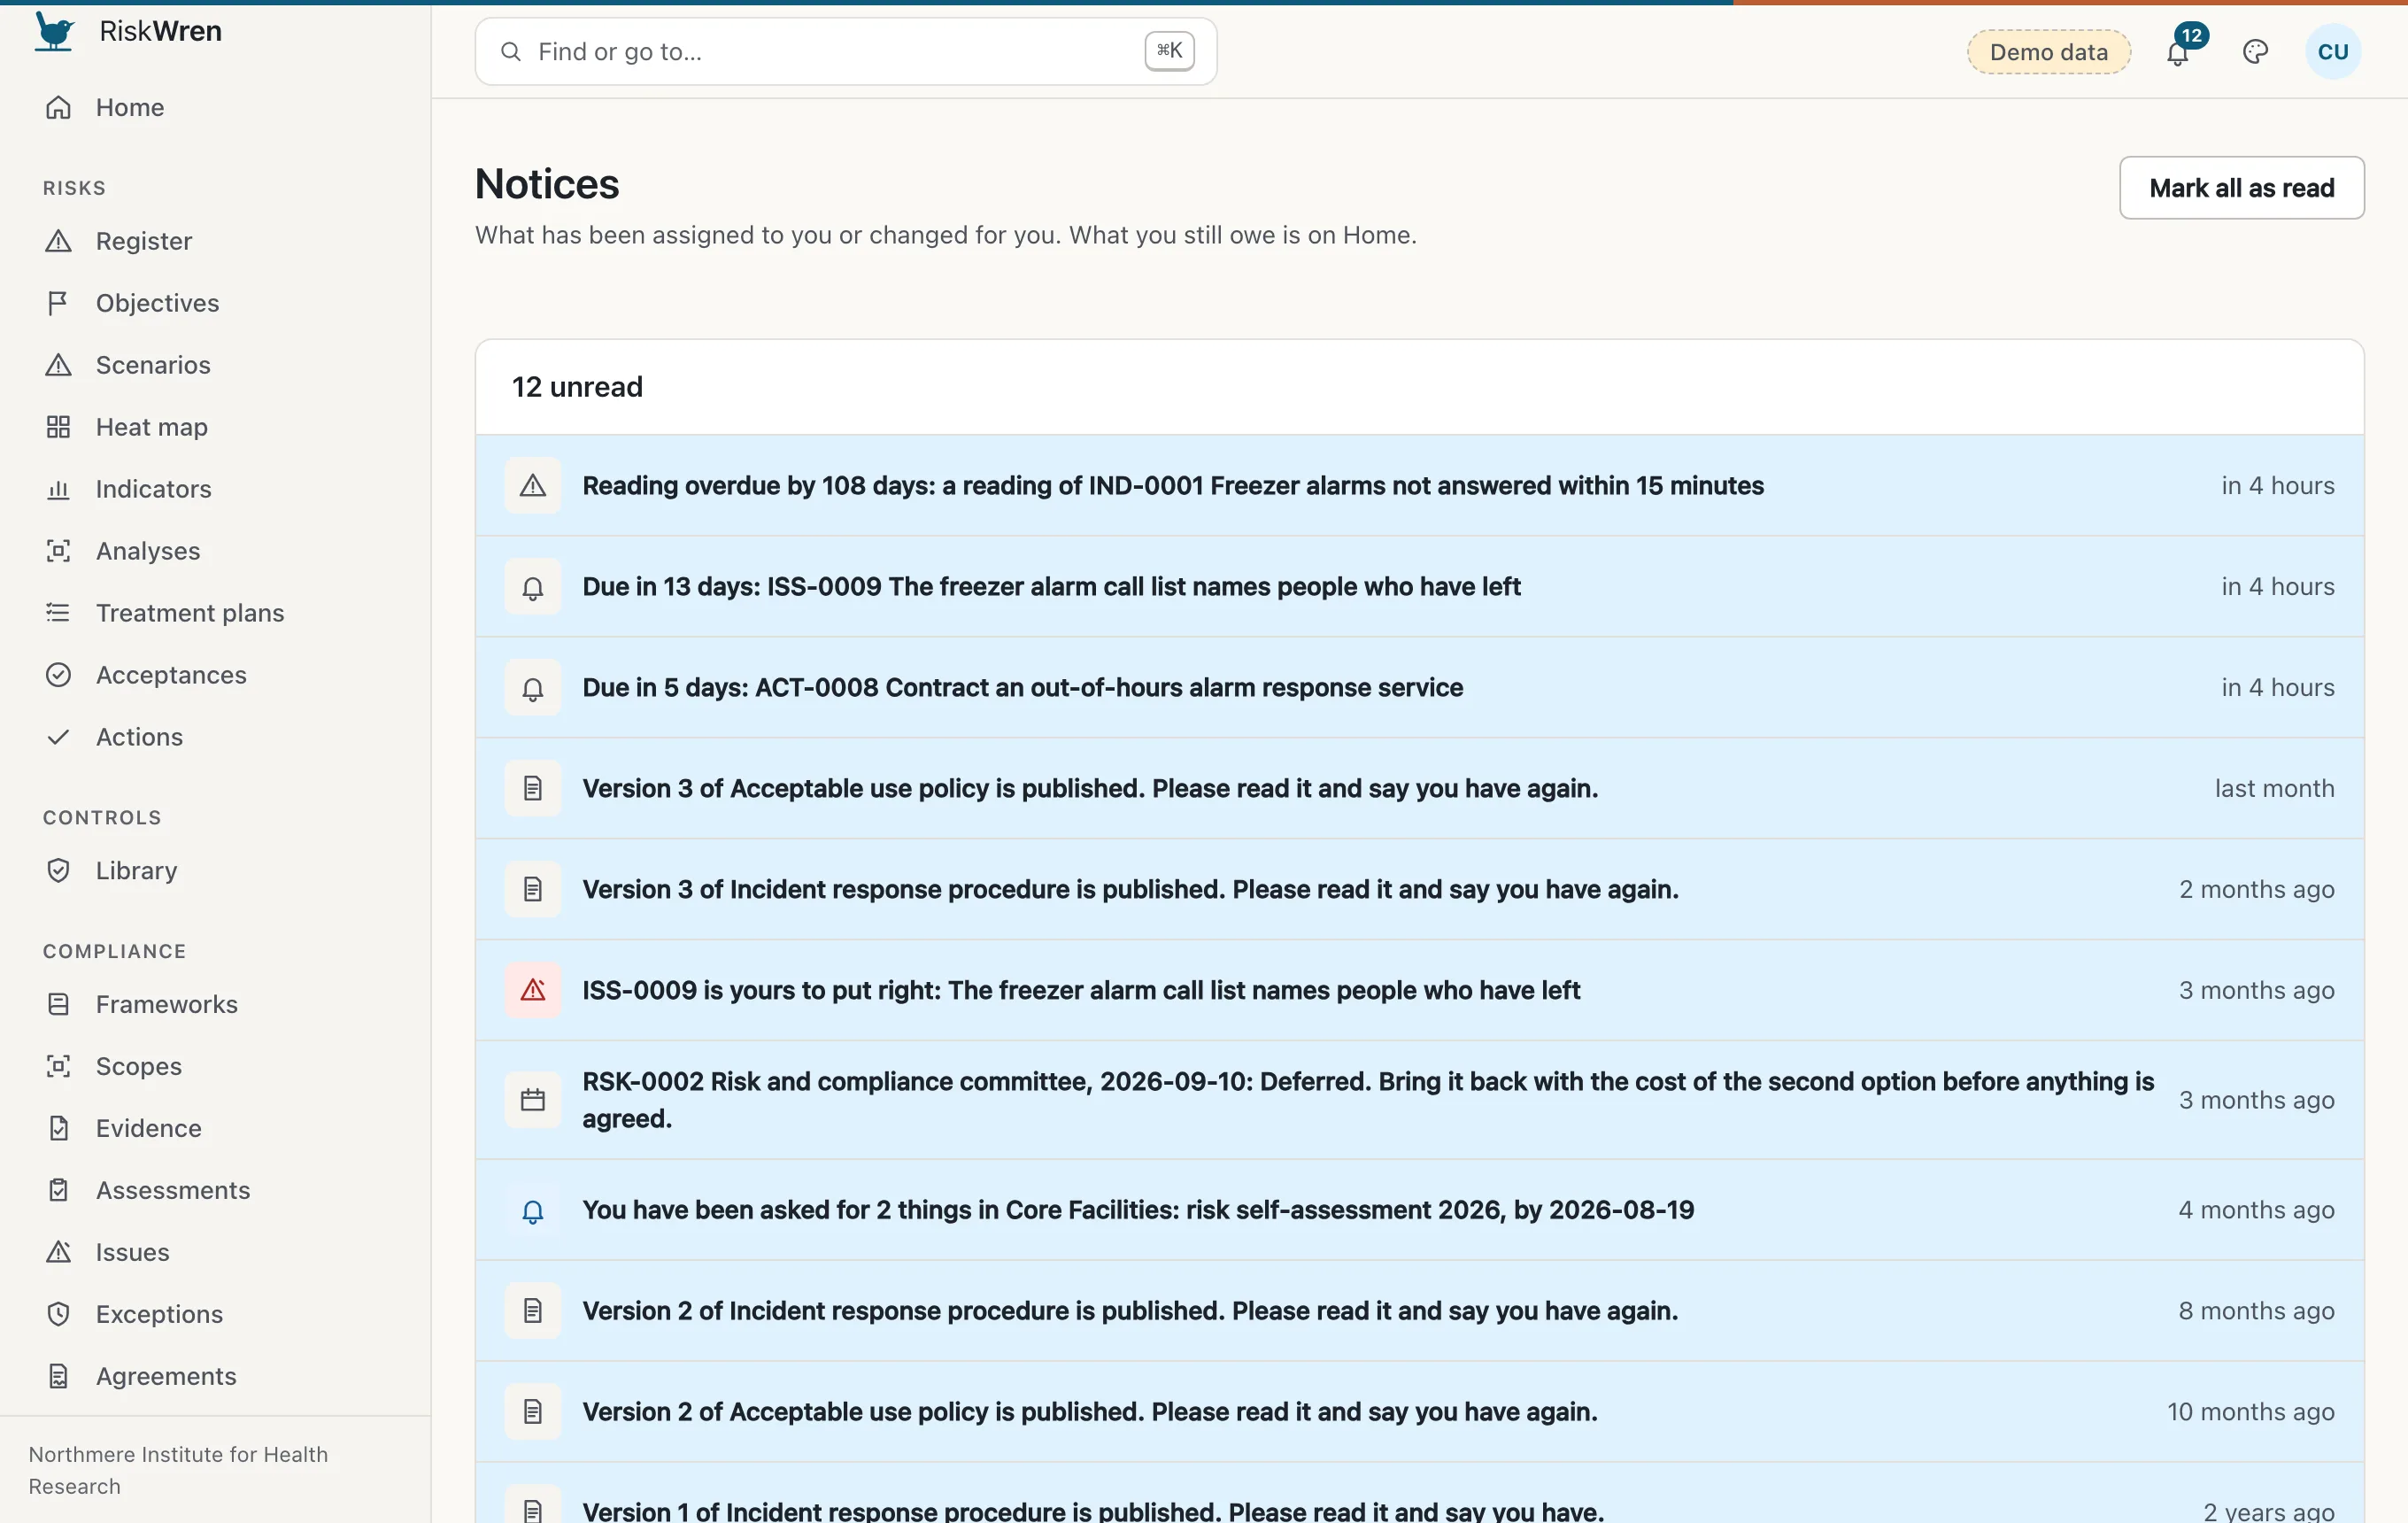 RiskWren
Find or go to...
⌘K
Demo data
12
CU
Home
RISKS
Register
Objectives
Scenarios
Heat map
Indicators
Analyses
Treatment plans
Acceptances
Actions
CONTROLS
Library
COMPLIANCE
Frameworks
Scopes
Evidence
Assessments
Issues
Exceptions
Agreements
Northmere Institute for Health
Research
Notices
Mark all as read
What has been assigned to you or changed for you. What you still owe is on Home.
12 unread
Reading overdue by 108 days: a reading of IND-0001 Freezer alarms not answered within 15 minutes
in 4 hours
Due in 13 days: ISS-0009 The freezer alarm call list names people who have left
in 4 hours
Due in 5 days: ACT-0008 Contract an out-of-hours alarm response service
in 4 hours
Version 3 of Acceptable use policy is published. Please read it and say you have again.
last month
Version 3 of Incident response procedure is published. Please read it and say you have again.
2 months ago
ISS-0009 is yours to put right: The freezer alarm call list names people who have left
3 months ago
RSK-0002 Risk and compliance committee, 2026-09-10: Deferred. Bring it back with the cost of the second option before anything is
agreed.
3 months ago
You have been asked for 2 things in Core Facilities: risk self-assessment 2026, by 2026-08-19
4 months ago
Version 2 of Incident response procedure is published. Please read it and say you have again.
8 months ago
Version 2 of Acceptable use policy is published. Please read it and say you have again.
10 months ago
Version 1 of Incident response procedure is published. Please read it and say you have.
2 years ago